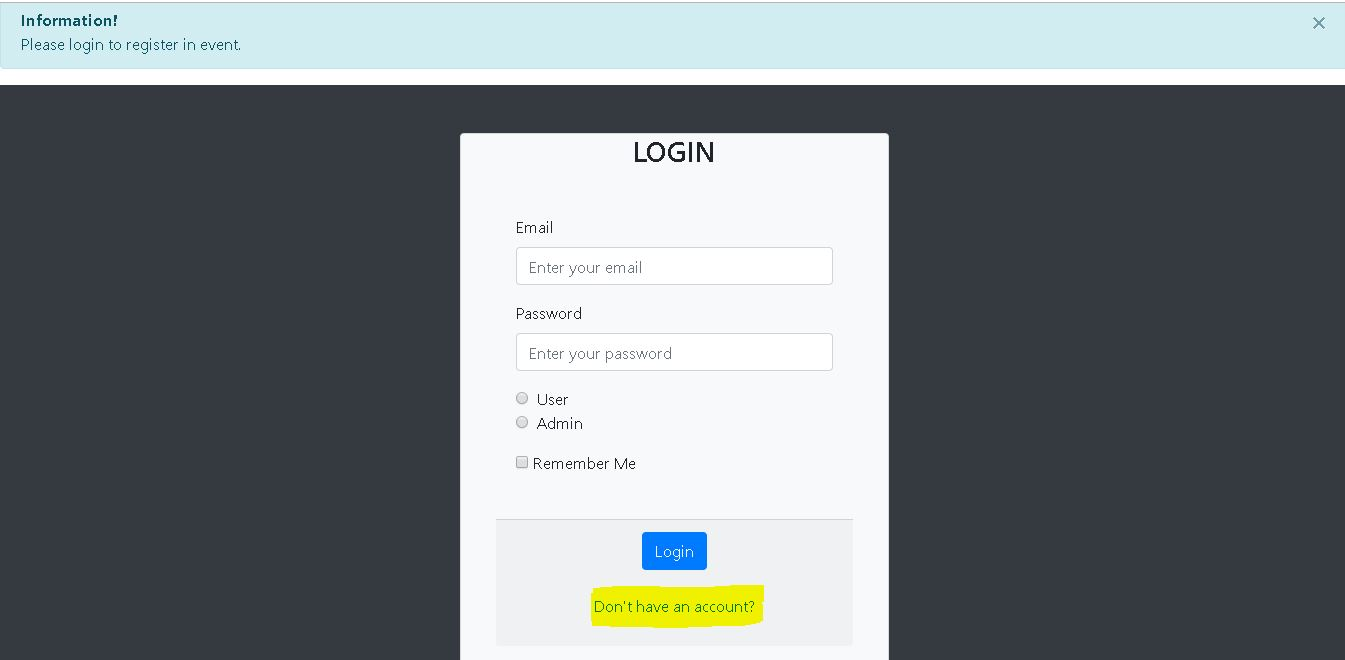 Information!
Please login to register in event.
×
LOGIN
Email
Enter your email
Password
Enter your password
User
Admin
Remember Me
Login
Don't have an account?